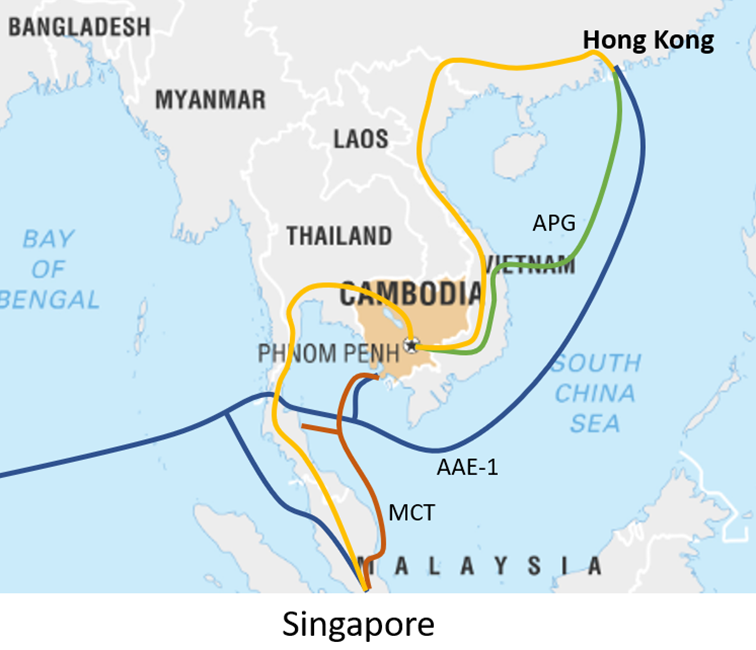 BANGLADESH
Hong Kong
MYANMAR
LAOS
APG
BAY
OF
BENGAL
THAILAND
VIETNAM
CAMBODIA
PHNOM PENH
SOUTH
CHINA
SEA
AAE-1
MCT
MALAYSIA
Singapore